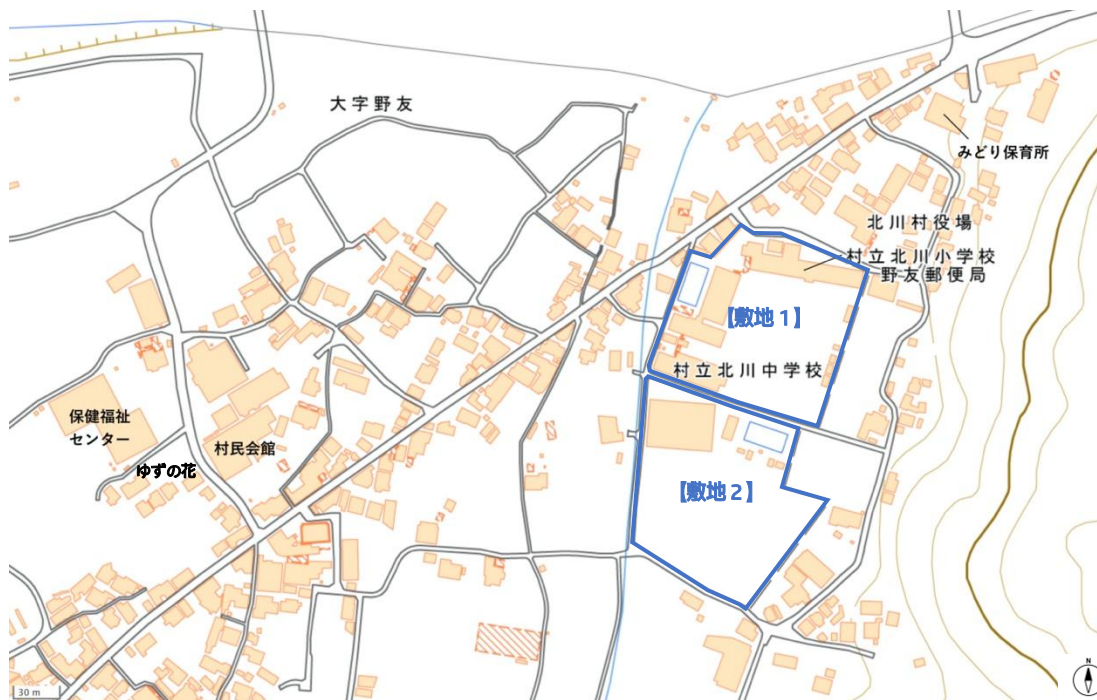 大字野友
みどり保育所
北川村役場
村立北川小学校
野友郵便局
【敷地1】
村立北川中学校
保健福祉
センター
村民会館
ゆずの花
【敷地2】
30 m
N